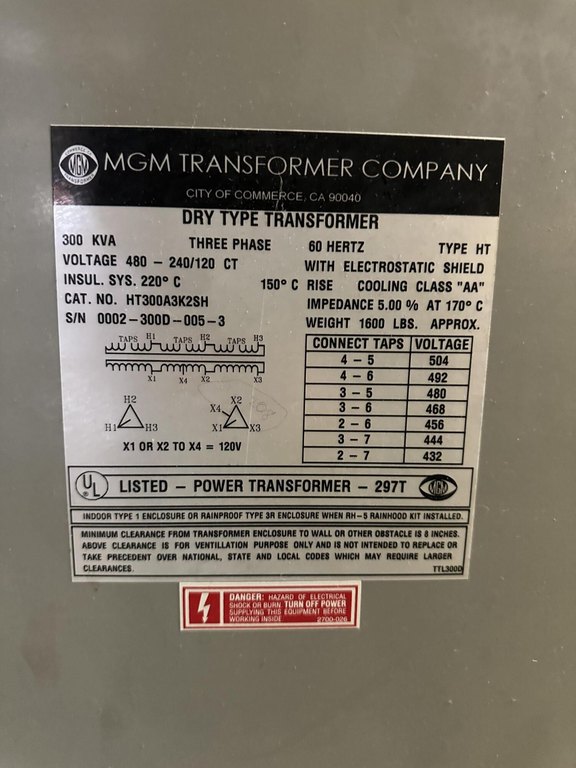 MGM
MGM TRANSFORMER COMPANY
CITY OF COMMERCE, CA 90040
DRY TYPE TRANSFORMER
300 KVA THREE PHASE 60 HERTZ TYPE HT
VOLTAGE 480 - 240/120 CT WITH ELECTROSTATIC SHIELD
INSUL. SYS. 220° C 150° C RISE COOLING CLASS "AA"
CAT. NO. HT300A3K2SH IMPEDANCE 5.00 % AT 170° C
S/N 0002-300D-005-3 WEIGHT 1600 LBS. APPROX.
TAPS H1 TAPS H2 TAPS H3
X1 X4 X2 X3
H2
H1 H3
X2
X4
X1 X3
X1 OR X2 TO X4 = 120V
CONNECT TAPS VOLTAGE
4 - 5 504
4 - 6 492
3 - 5 480
3 - 6 468
2 - 6 456
3 - 7 444
2 - 7 432
UL LISTED - POWER TRANSFORMER - 297T MGM
INDOOR TYPE 1 ENCLOSURE OR RAINPROOF TYPE 3R ENCLOSURE WHEN RH-5 RAINHOOD KIT INSTALLED.
MINIMUM CLEARANCE FROM TRANSFORMER ENCLOSURE TO WALL OR OTHER OBSTACLE IS 6 INCHES.
ABOVE CLEARANCE IS FOR VENTILATION PURPOSE ONLY AND IS NOT INTENDED TO REPLACE OR
TAKE PRECEDENT OVER NATIONAL, STATE AND LOCAL CODES WHICH MAY REQUIRE LARGER
CLEARANCES. TTL300D
DANGER: HAZARD OF ELECTRICAL
SHOCK OR BURN. TURN OFF POWER
SUPPLYING THIS EQUIPMENT BEFORE
WORKING INSIDE 2700-026